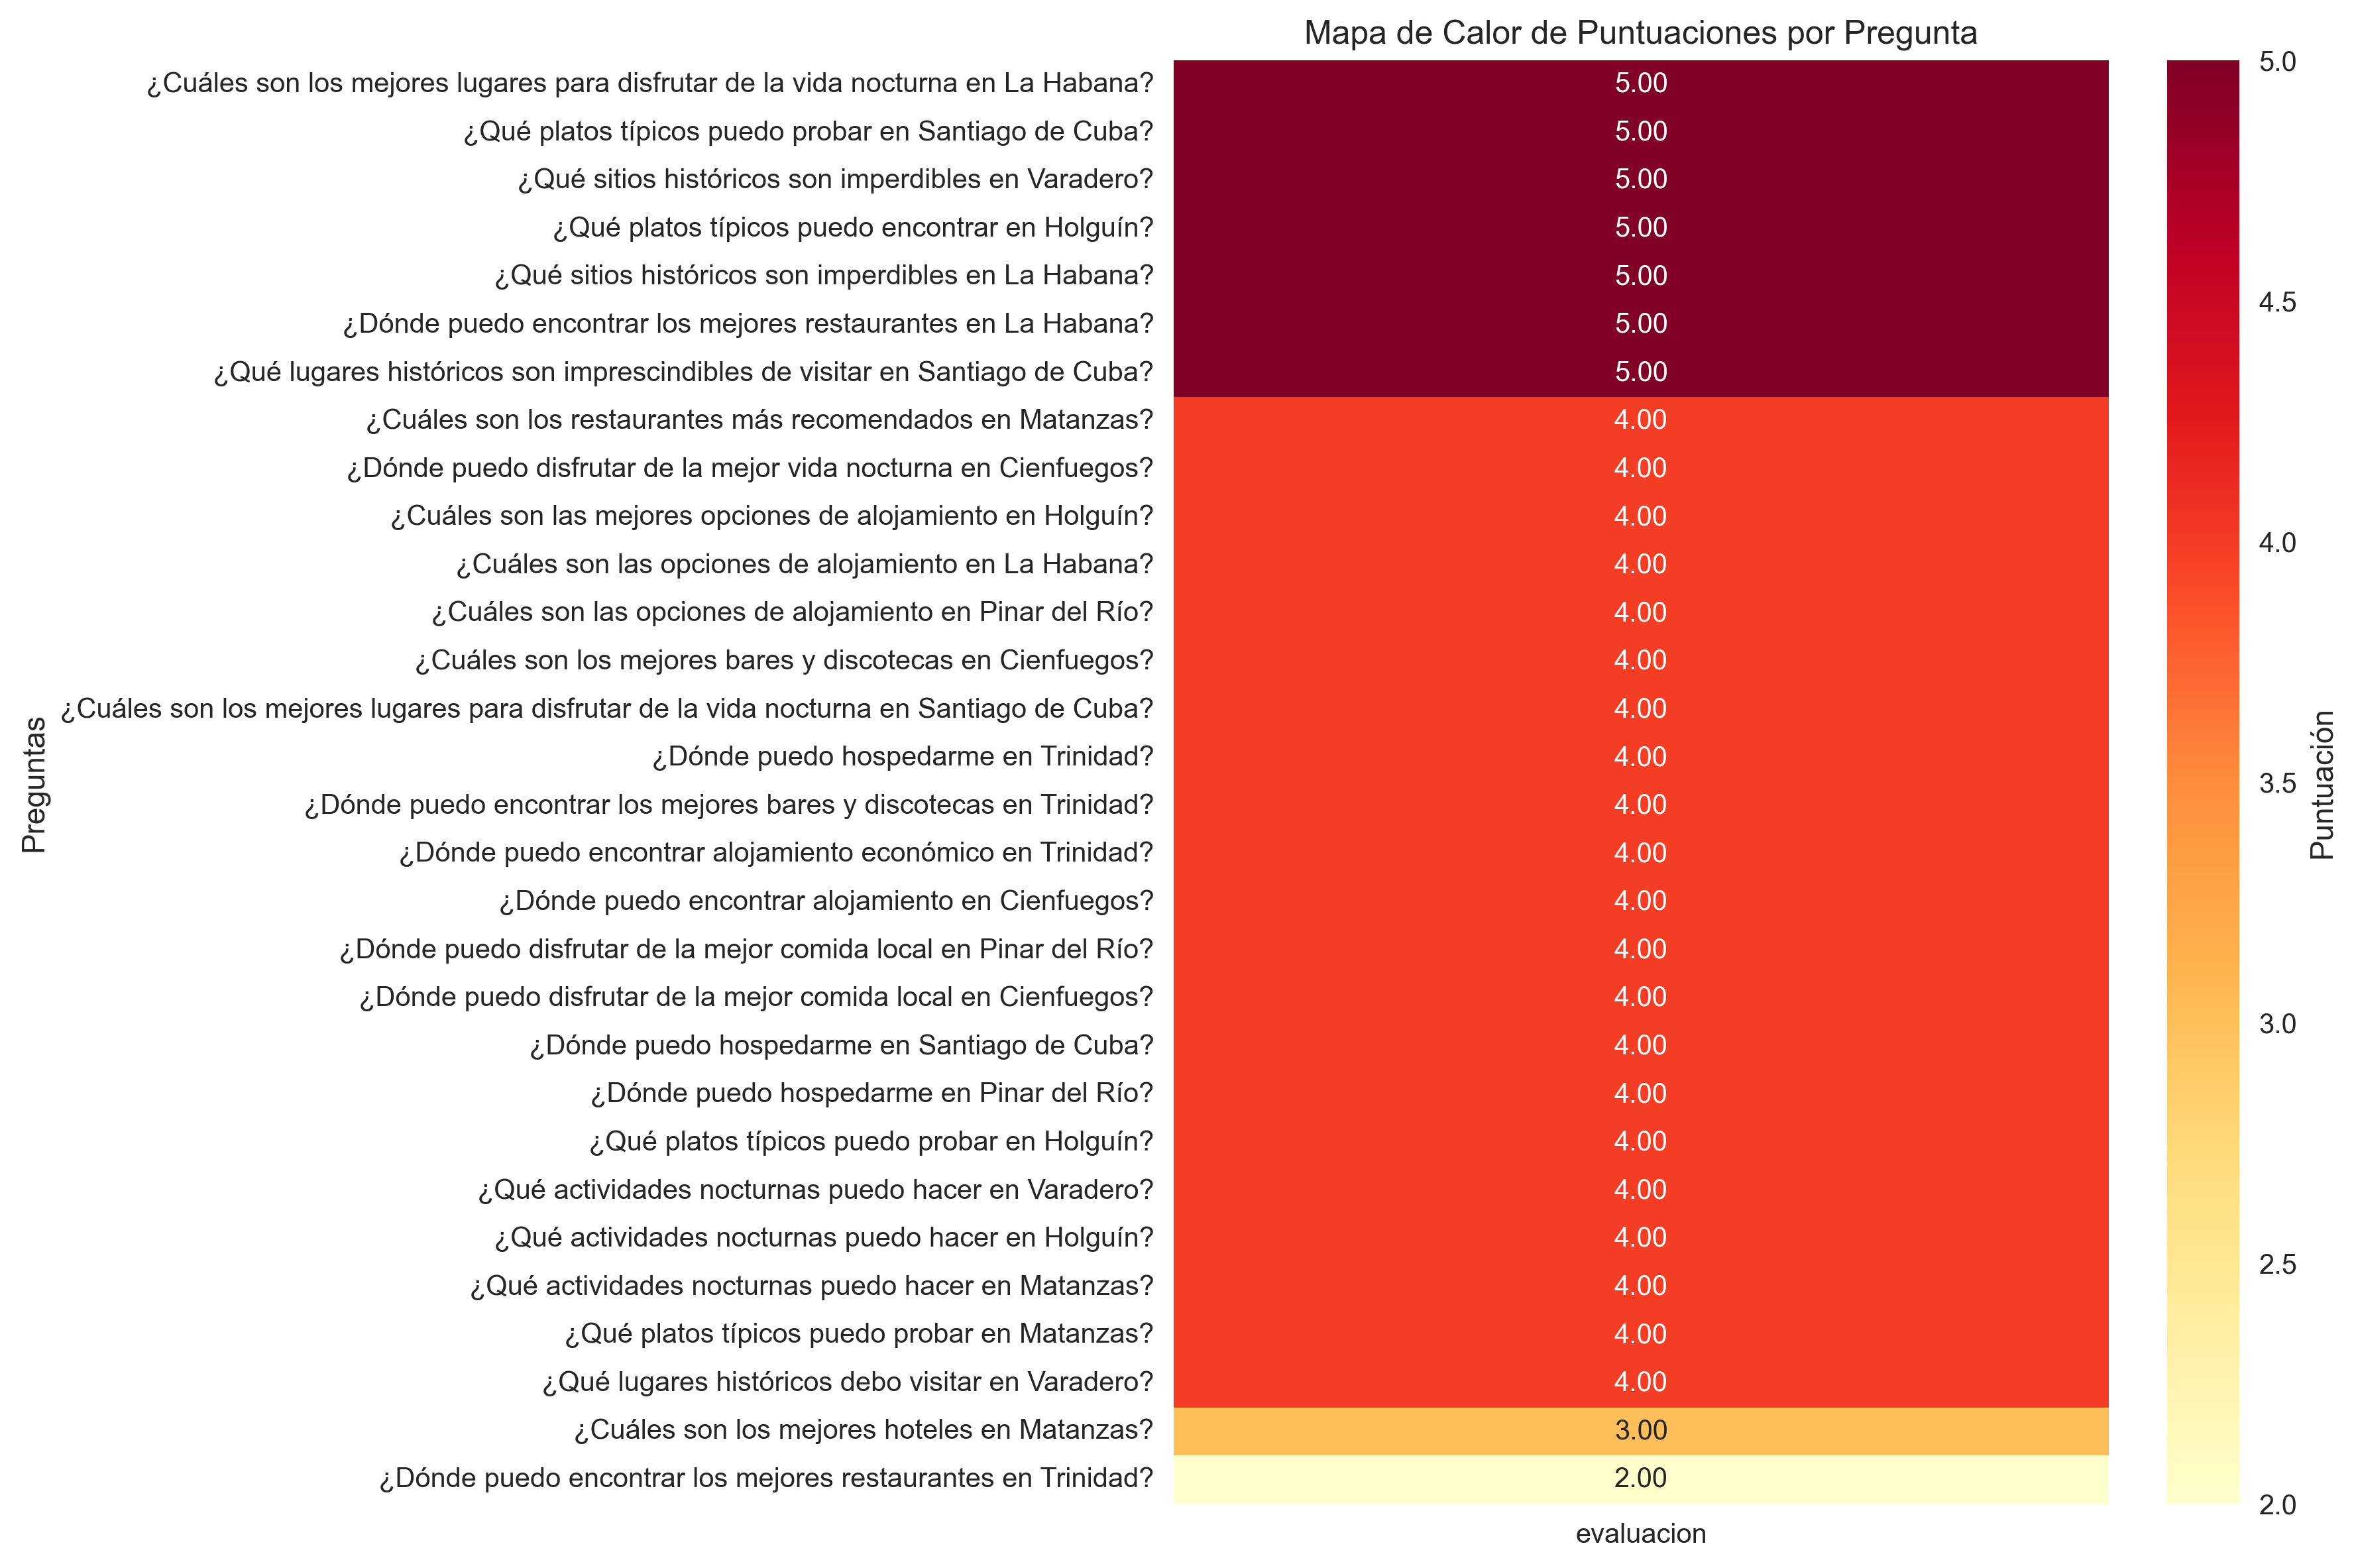 Mapa de Calor de Puntuaciones por Pregunta
¿Cuáles son los mejores lugares para disfrutar de la vida nocturna en La Habana? 5.00
¿Qué platos típicos puedo probar en Santiago de Cuba? 5.00
¿Qué sitios históricos son imperdibles en Varadero? 5.00
¿Qué platos típicos puedo encontrar en Holguín? 5.00
¿Qué sitios históricos son imperdibles en La Habana? 5.00
¿Dónde puedo encontrar los mejores restaurantes en La Habana? 5.00
¿Qué lugares históricos son imprescindibles de visitar en Santiago de Cuba? 5.00
¿Cuáles son los restaurantes más recomendados en Matanzas? 4.00
¿Dónde puedo disfrutar de la mejor vida nocturna en Cienfuegos? 4.00
¿Cuáles son las mejores opciones de alojamiento en Holguín? 4.00
¿Cuáles son las opciones de alojamiento en La Habana? 4.00
¿Cuáles son las opciones de alojamiento en Pinar del Río? 4.00
¿Cuáles son los mejores bares y discotecas en Cienfuegos? 4.00
¿Cuáles son los mejores lugares para disfrutar de la vida nocturna en Santiago de Cuba? 4.00
¿Dónde puedo hospedarme en Trinidad? 4.00
¿Dónde puedo encontrar los mejores bares y discotecas en Trinidad? 4.00
¿Dónde puedo encontrar alojamiento económico en Trinidad? 4.00
¿Dónde puedo encontrar alojamiento en Cienfuegos? 4.00
¿Dónde puedo disfrutar de la mejor comida local en Pinar del Río? 4.00
¿Dónde puedo disfrutar de la mejor comida local en Cienfuegos? 4.00
¿Dónde puedo hospedarme en Santiago de Cuba? 4.00
¿Dónde puedo hospedarme en Pinar del Río? 4.00
¿Qué platos típicos puedo probar en Holguín? 4.00
¿Qué actividades nocturnas puedo hacer en Varadero? 4.00
¿Qué actividades nocturnas puedo hacer en Holguín? 4.00
¿Qué actividades nocturnas puedo hacer en Matanzas? 4.00
¿Qué platos típicos puedo probar en Matanzas? 4.00
¿Qué lugares históricos debo visitar en Varadero? 4.00
¿Cuáles son los mejores hoteles en Matanzas? 3.00
¿Dónde puedo encontrar los mejores restaurantes en Trinidad? 2.00
evaluacion
Preguntas
5.0
4.5
4.0
3.5
3.0
2.5
2.0
Puntuación